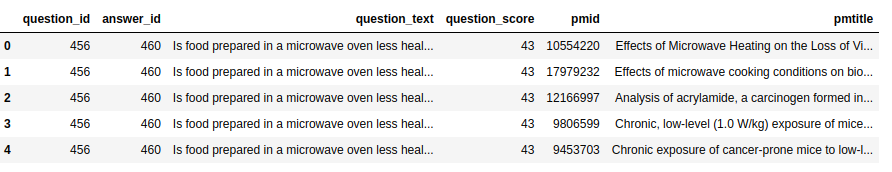 question_id answer_id question_text question_score pmid pmtitle
0 456 460 Is food prepared in a microwave oven less heal... 43 10554220 Effects of Microwave Heating on the Loss of Vi...
1 456 460 Is food prepared in a microwave oven less heal... 43 17979232 Effects of microwave cooking conditions on bio...
2 456 460 Is food prepared in a microwave oven less heal... 43 12166997 Analysis of acrylamide, a carcinogen formed in...
3 456 460 Is food prepared in a microwave oven less heal... 43 9806599 Chronic, low-level (1.0 W/kg) exposure of mice...
4 456 460 Is food prepared in a microwave oven less heal... 43 9453703 Chronic exposure of cancer-prone mice to low-l...